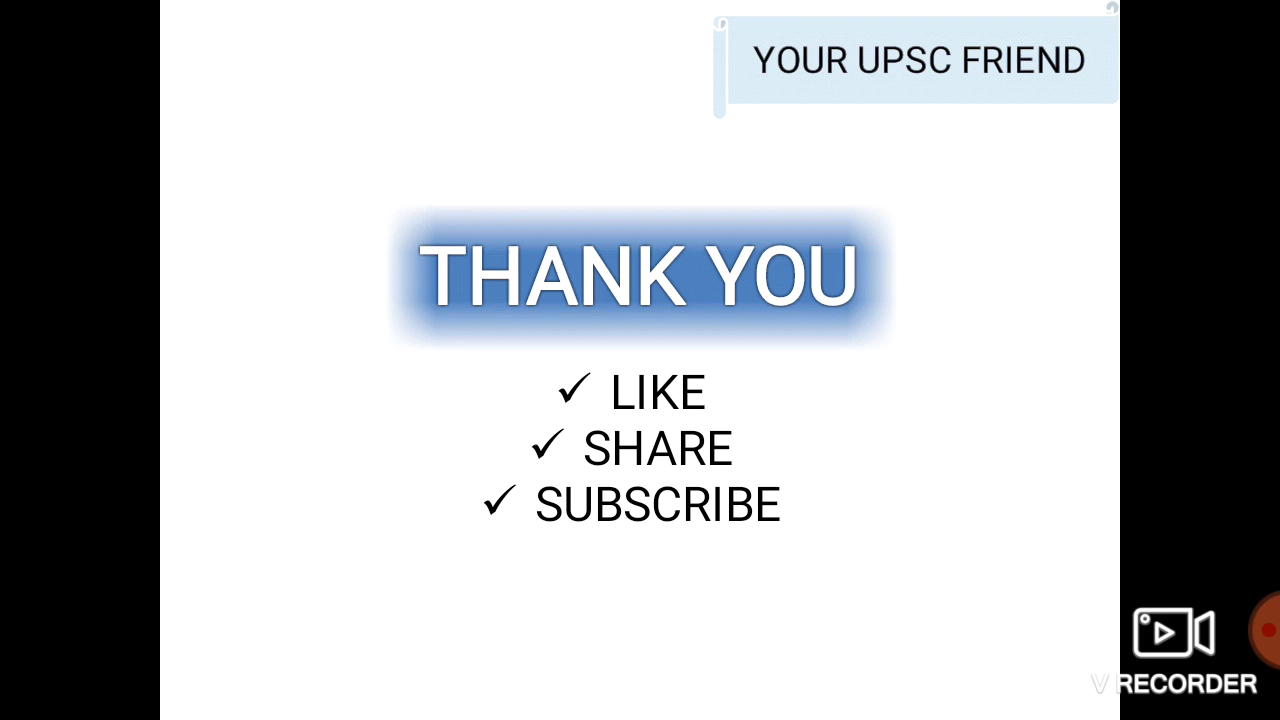 YOUR UPSC FRIEND
THANK YOU
✓ LIKE
✓ SHARE
✓ SUBSCRIBE
V RECORDER